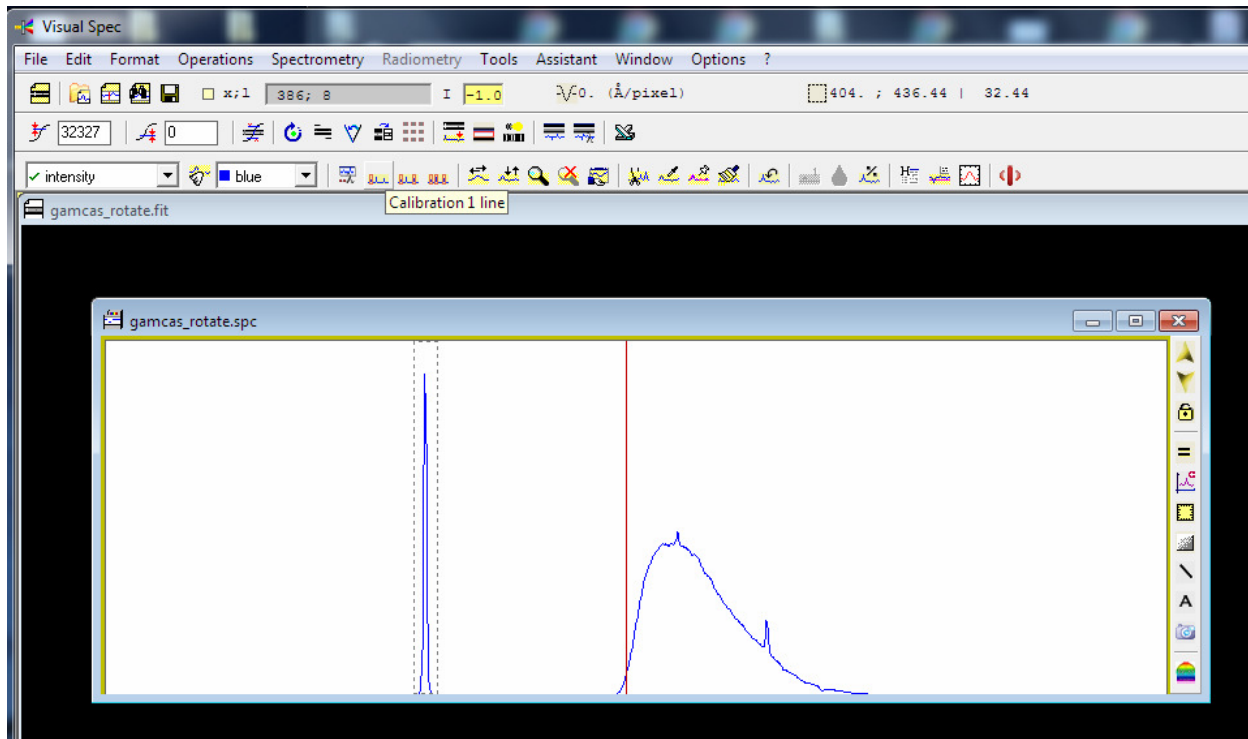 Visual Spec
File Edit Format Operations Spectrometry Radiometry Tools Assistant Window Options ?
x;l 386; 8 I -1.0 0. (Å/pixel) 404. ; 436.44 | 32.44
32327 0
intensity blue
Calibration 1 line
gamcas_rotate.fit
gamcas_rotate.spc
A